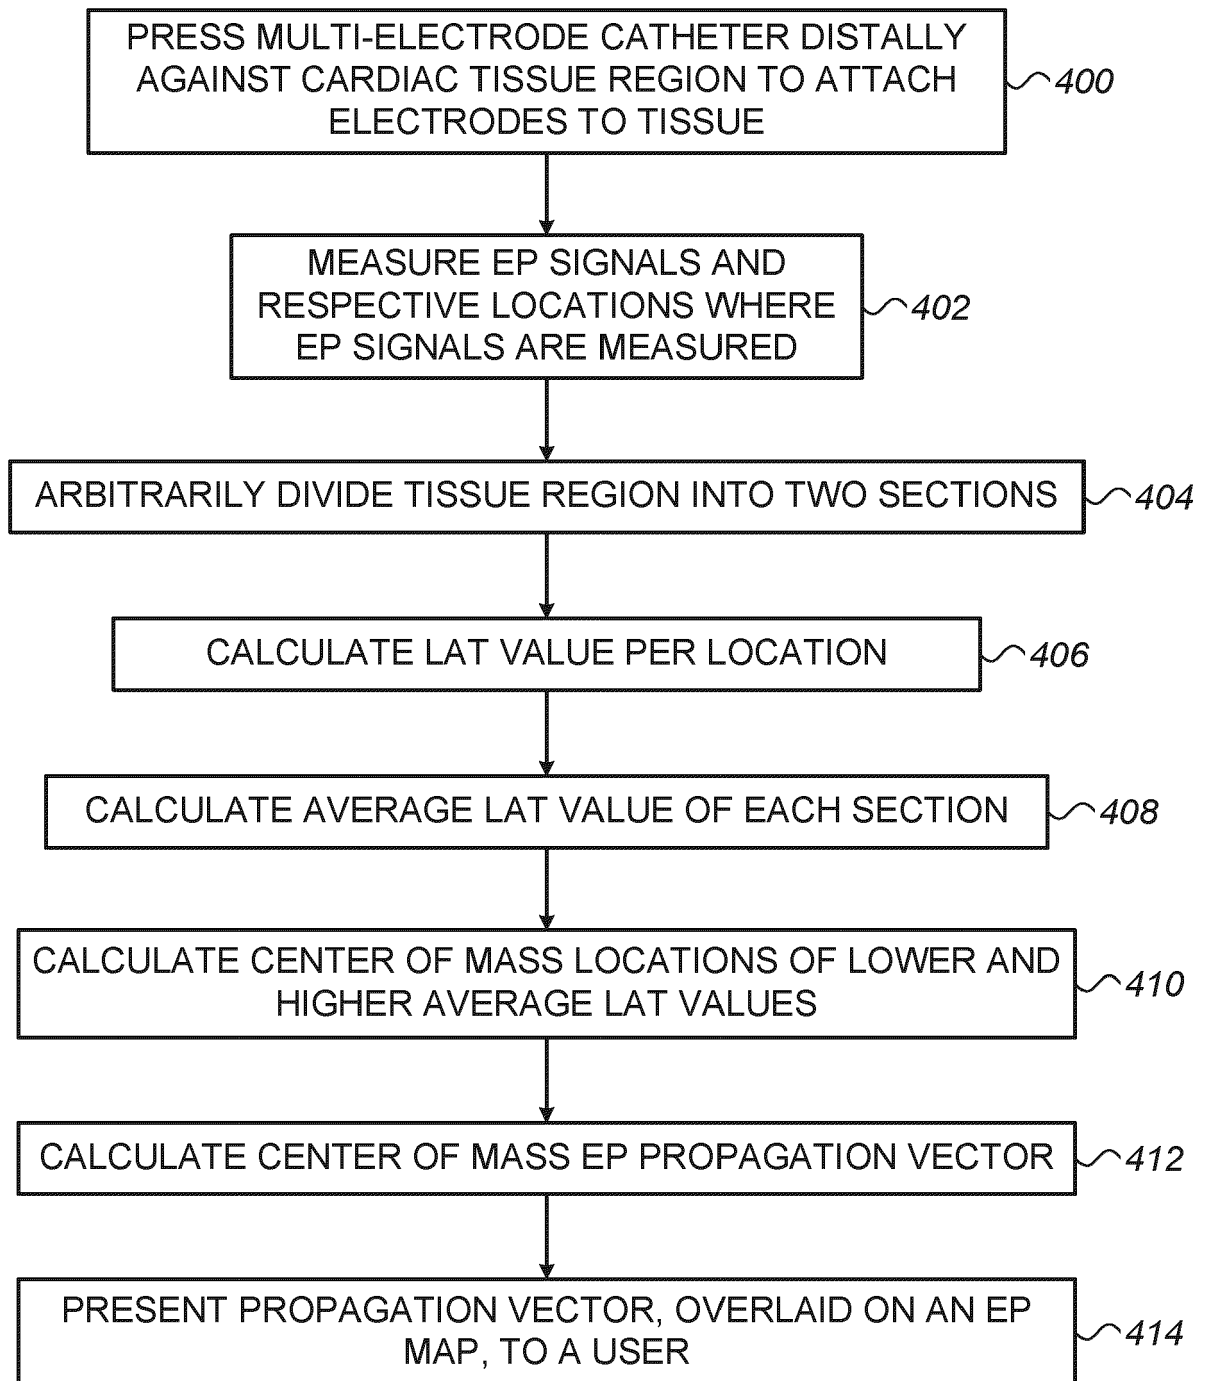 PRESS MULTI-ELECTRODE CATHETER DISTALLY
AGAINST CARDIAC TISSUE REGION TO ATTACH
ELECTRODES TO TISSUE
400
MEASURE EP SIGNALS AND
RESPECTIVE LOCATIONS WHERE
EP SIGNALS ARE MEASURED
402
ARBITRARILY DIVIDE TISSUE REGION INTO TWO SECTIONS
404
CALCULATE LAT VALUE PER LOCATION
406
CALCULATE AVERAGE LAT VALUE OF EACH SECTION
408
CALCULATE CENTER OF MASS LOCATIONS OF LOWER AND
HIGHER AVERAGE LAT VALUES
410
CALCULATE CENTER OF MASS EP PROPAGATION VECTOR
412
PRESENT PROPAGATION VECTOR, OVERLAID ON AN EP
MAP, TO A USER
414